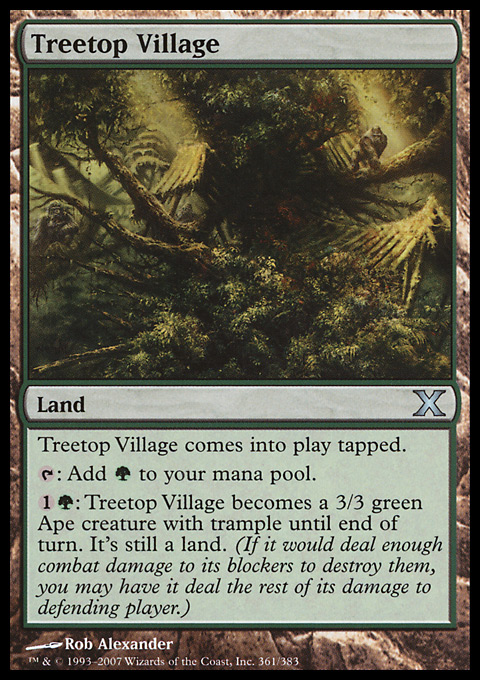 Treetop Village
Land
X
Treetop Village comes into play tapped.
: Add to your mana pool.
1 : Treetop Village becomes a 3/3 green
Ape creature with trample until end of
turn. It's still a land. (If it would deal enough
combat damage to its blockers to destroy them,
you may have it deal the rest of its damage to
defending player.)
Rob Alexander
™ & © 1993–2007 Wizards of the Coast, Inc. 361/383